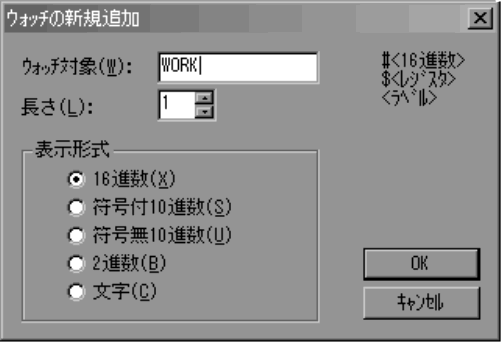 ウォッチの新規追加
ウォッチ対象(W): WORK
#<16進数>
$<レジスタ>
<ラベル>
長さ(L): 1
表示形式
16進数(X)
符号付10進数(S)
符号無10進数(U)
2進数(B)
文字(C)
OK
キャンセル